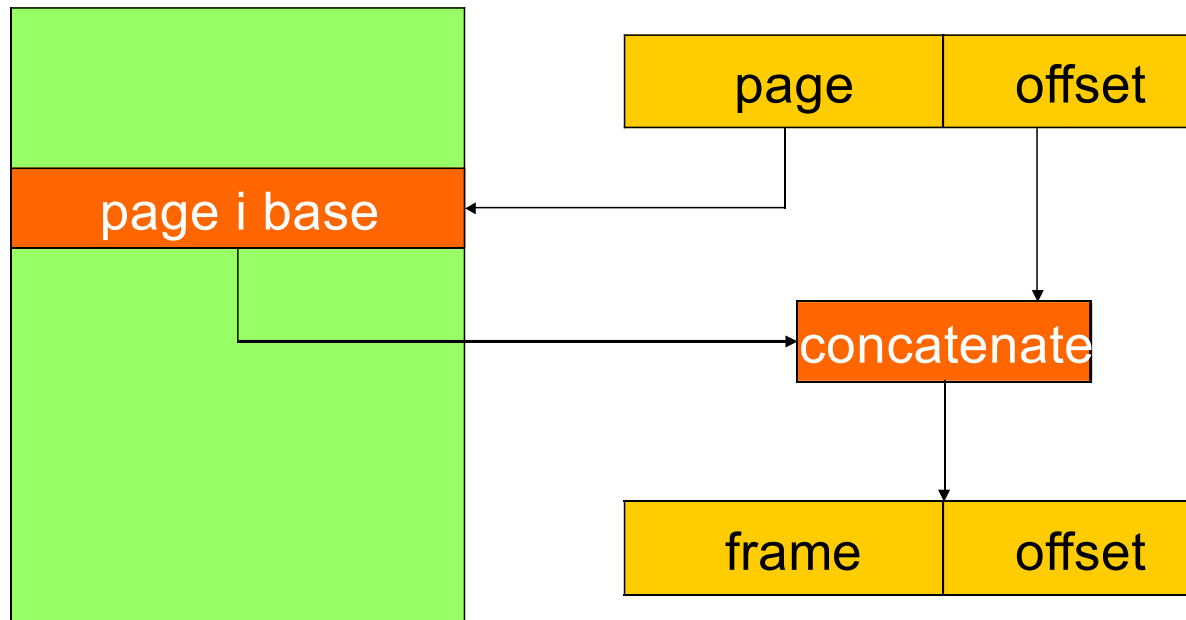 page offset
page i base
concatenate
frame offset